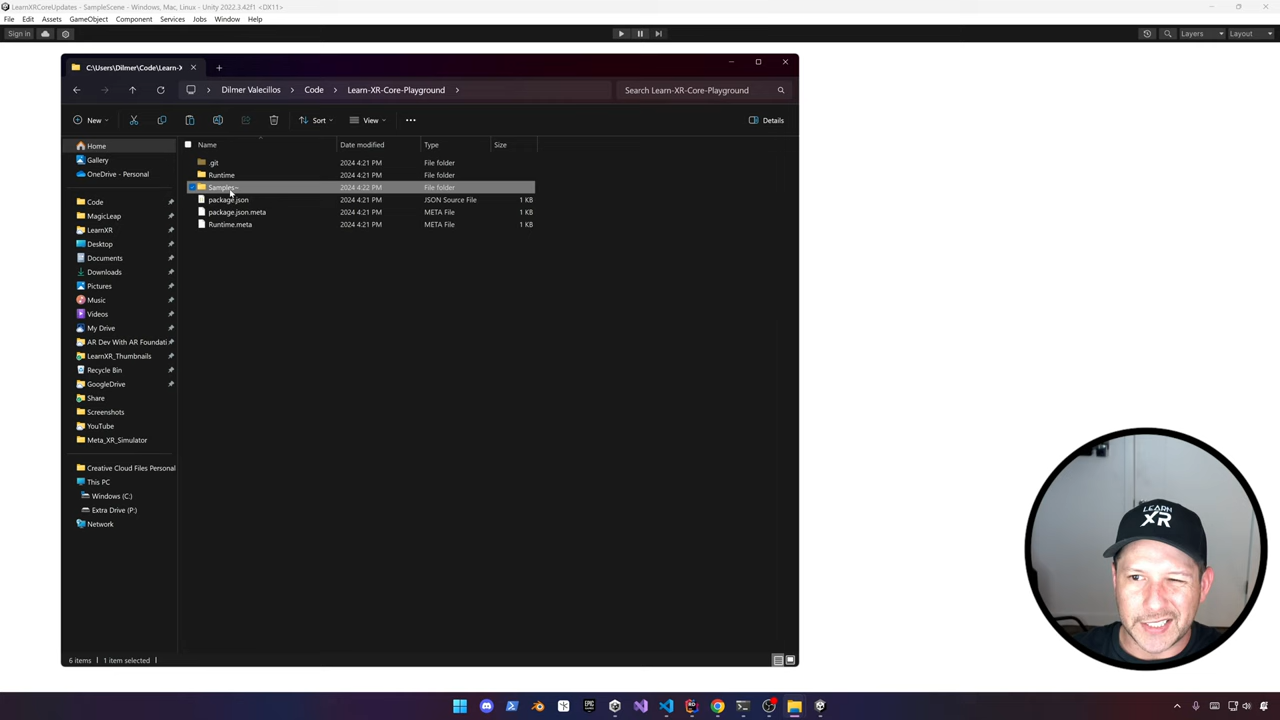 LearnXRCoreUpdates - SampleScene - Windows, Mac, Linux - Unity 2022.3.42f1 <DX11>
File Edit Assets GameObject Component Services Jobs Window Help
Sign in Layers Layout
C:\Users\Dilmer\Code\Learn-X
Dilmer Valecillos > Code > Learn-XR-Core-Playground > Search Learn-XR-Core-Playground
New Sort View Details
Name Date modified Type Size
.git 2024 4:21 PM File folder
Runtime 2024 4:21 PM File folder
Samples~ 2024 4:22 PM File folder
package.json 2024 4:21 PM JSON Source File 1 KB
package.json.meta 2024 4:21 PM META File 1 KB
Runtime.meta 2024 4:21 PM META File 1 KB
Home
Gallery
OneDrive - Personal
Code
MagicLeap
LearnXR
Desktop
Documents
Downloads
Pictures
Music
Videos
My Drive
AR Dev With AR Foundati
LearnXR_Thumbnails
Recycle Bin
GoogleDrive
Share
Screenshots
YouTube
Meta_XR_Simulator
Creative Cloud Files Personal
This PC
Windows (C:)
Extra Drive (P:)
Network
6 items 1 item selected
LEARN
XR